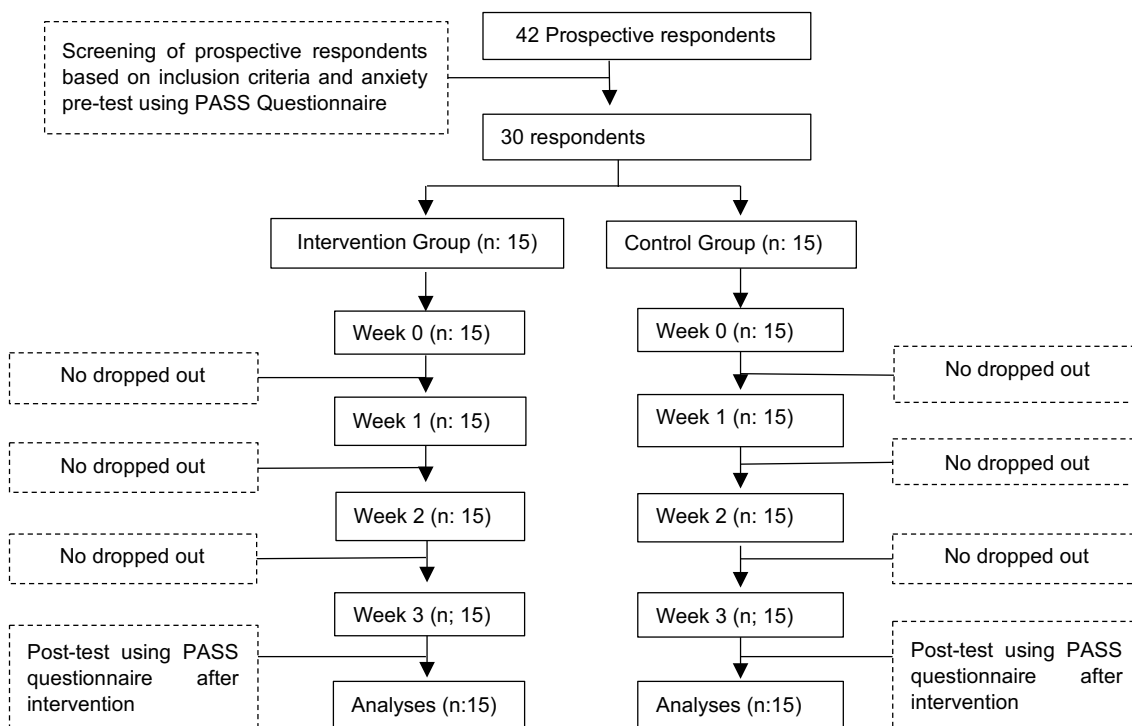 42 Prospective respondents
Screening of prospective respondents
based on inclusion criteria and anxiety
pre-test using PASS Questionnaire
30 respondents
Intervention Group (n: 15)
Control Group (n: 15)
Week 0 (n: 15)
Week 0 (n: 15)
No dropped out
No dropped out
Week 1 (n: 15)
Week 1 (n: 15)
No dropped out
No dropped out
Week 2 (n: 15)
Week 2 (n: 15)
No dropped out
No dropped out
Week 3 (n; 15)
Week 3 (n; 15)
Post-test using PASS
questionnaire after
intervention
Post-test using PASS
questionnaire after
intervention
Analyses (n:15)
Analyses (n:15)